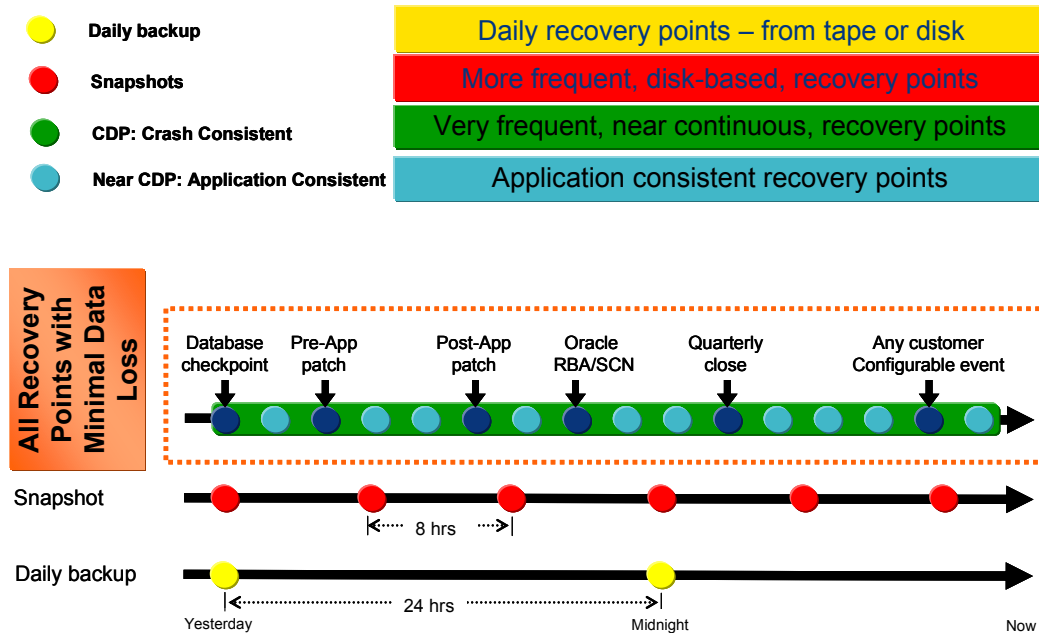 Daily backup
Daily recovery points – from tape or disk
Snapshots
More frequent, disk-based, recovery points
CDP: Crash Consistent
Very frequent, near continuous, recovery points
Near CDP: Application Consistent
Application consistent recovery points
All Recovery
Points with
Minimal Data
Loss
Database
checkpoint
Pre-App
patch
Post-App
patch
Oracle
RBA/SCN
Quarterly
close
Any customer
Configurable event
Snapshot
8 hrs
Daily backup
24 hrs
Yesterday
Midnight
Now